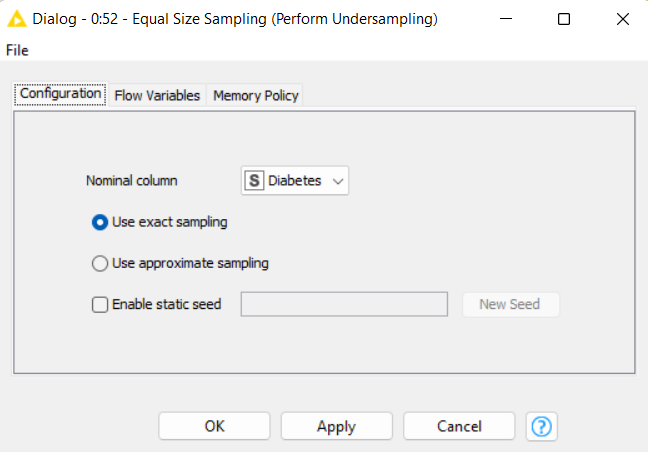 Dialog - 0:52 - Equal Size Sampling (Perform Undersampling)
File
Configuration Flow Variables Memory Policy
Nominal column S Diabetes
Use exact sampling
Use approximate sampling
Enable static seed New Seed
OK Apply Cancel ?